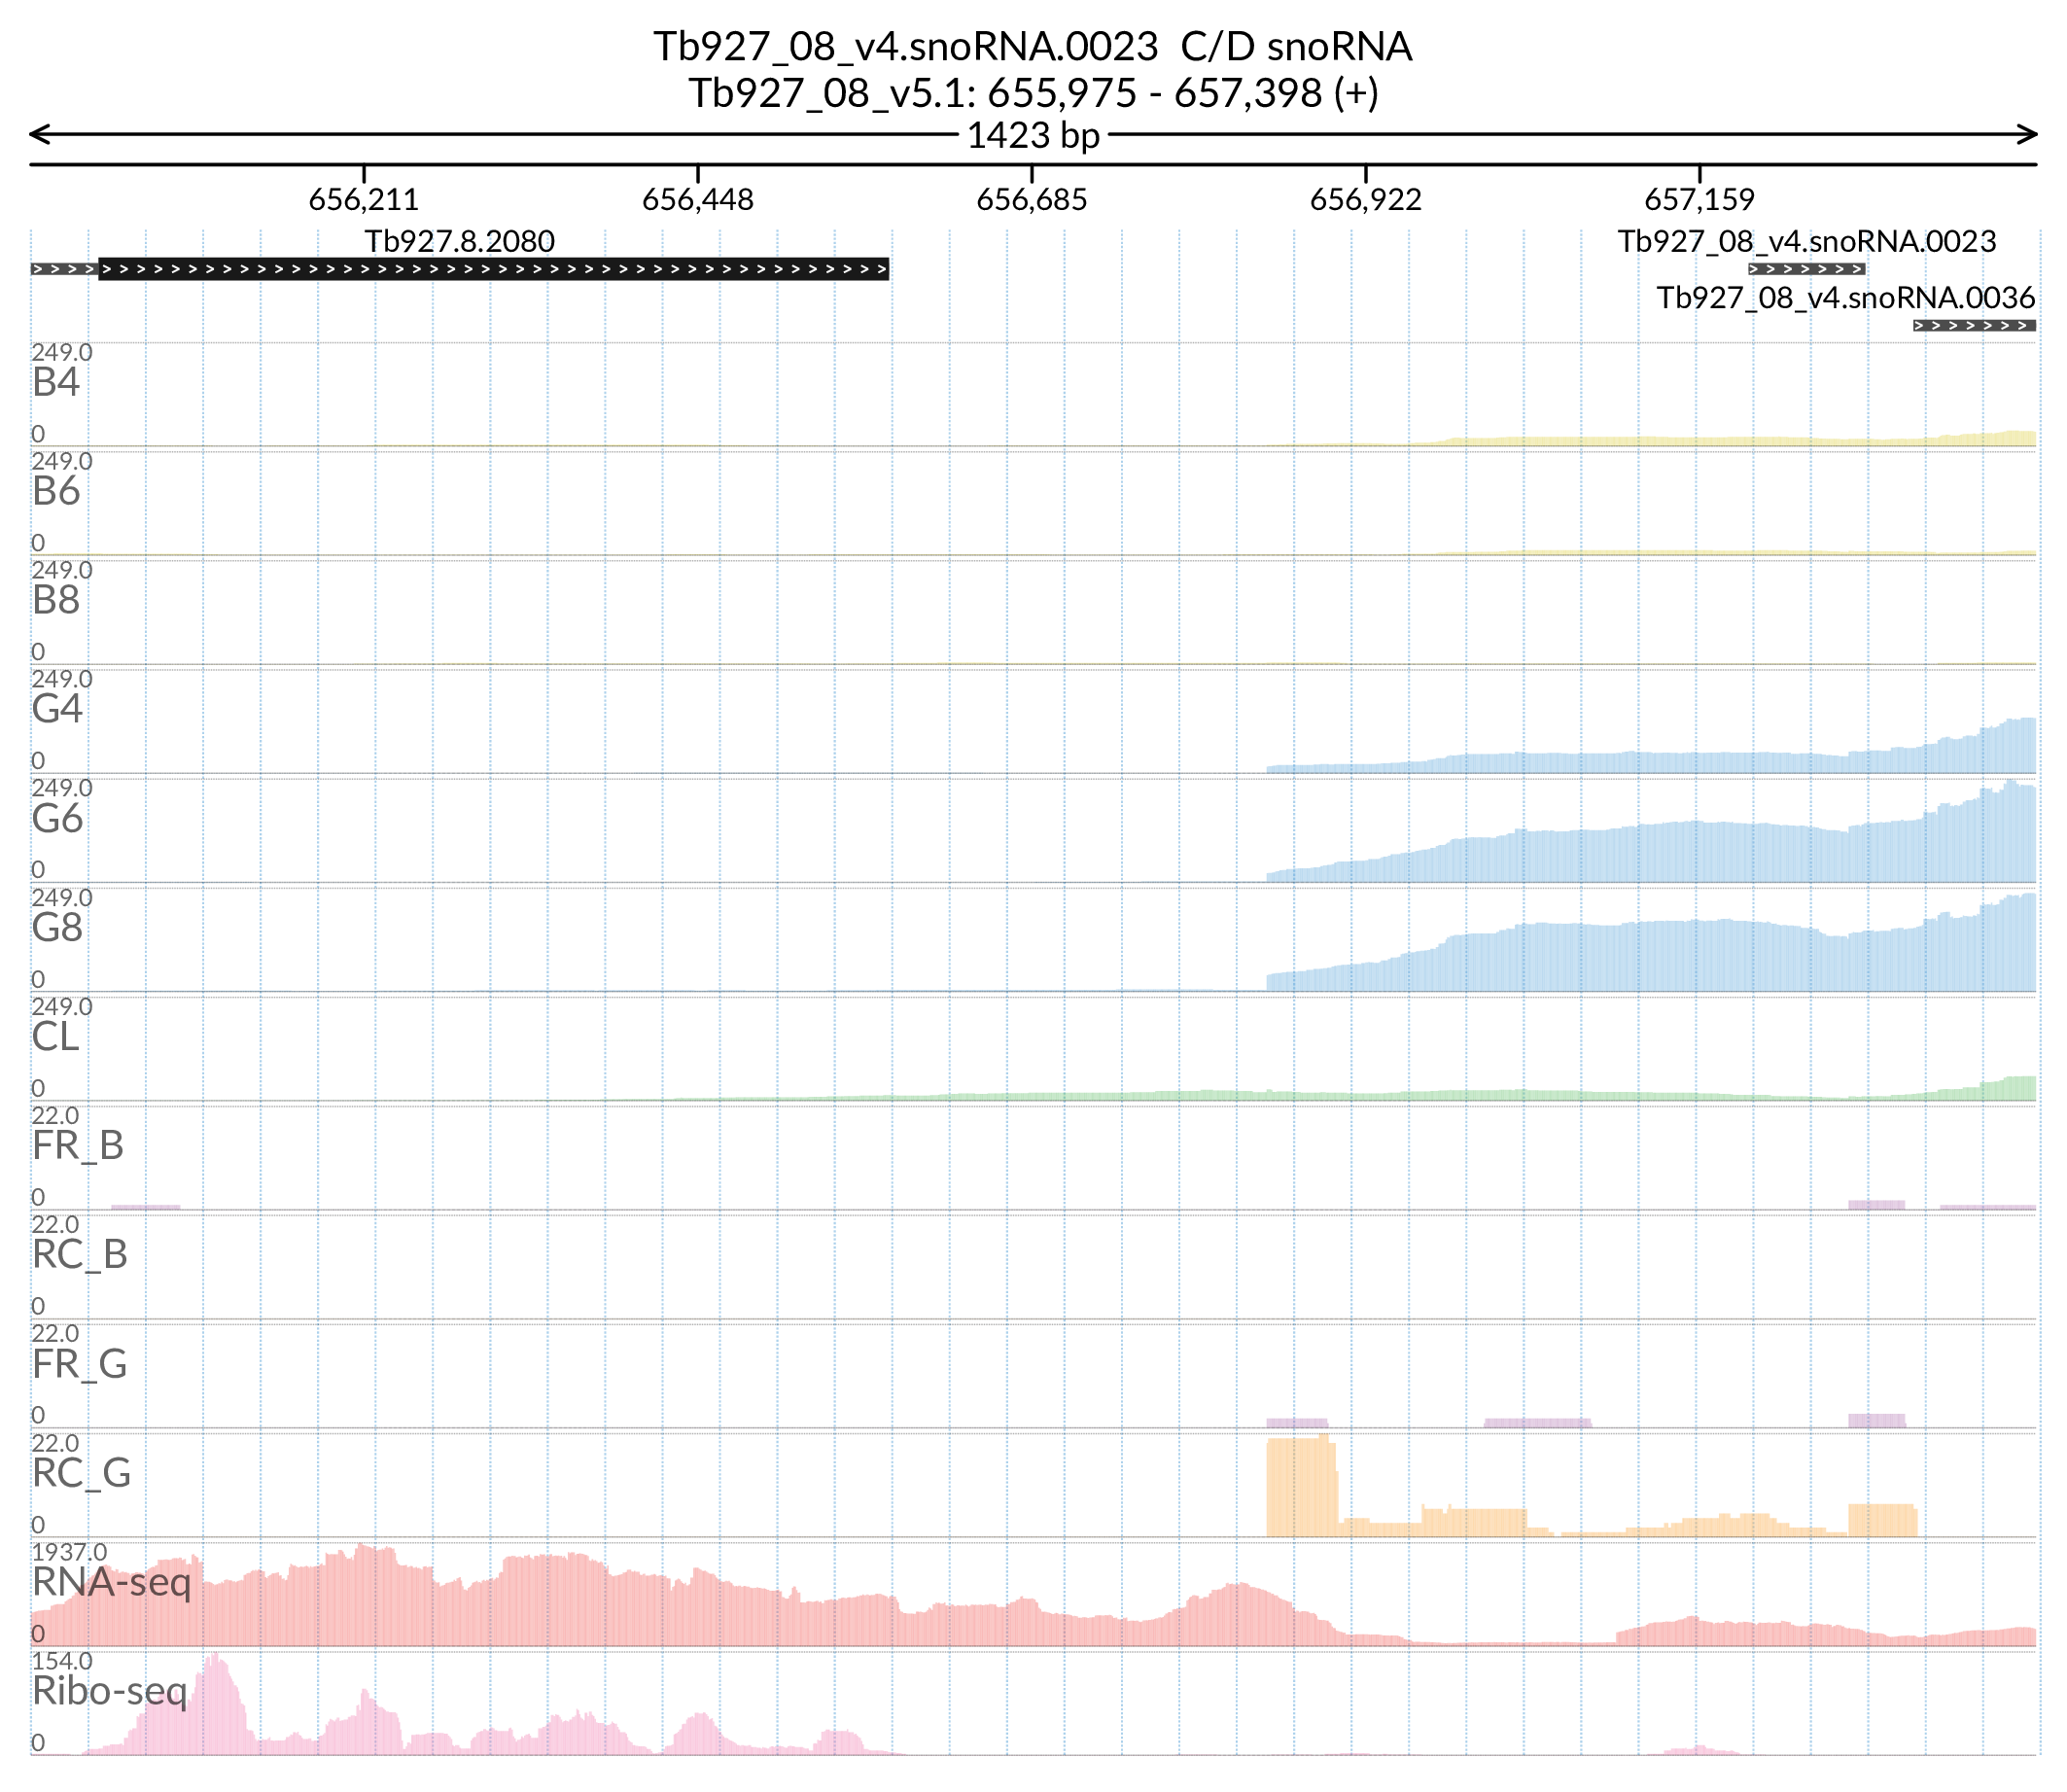 Tb927_08_v4.snoRNA.0023  C/D snoRNA
Tb927_08_v5.1: 655,975 - 657,398 (+)
1423 bp
656,211 656,448 656,685 656,922 657,159
Tb927.8.2080 Tb927_08_v4.snoRNA.0023
Tb927_08_v4.snoRNA.0036
249.0
B4
0
249.0
B6
0
249.0
B8
0
249.0
G4
0
249.0
G6
0
249.0
G8
0
249.0
CL
0
22.0
FR_B
0
22.0
RC_B
0
22.0
FR_G
0
22.0
RC_G
0
1937.0
RNA-seq
0
154.0
Ribo-seq
0